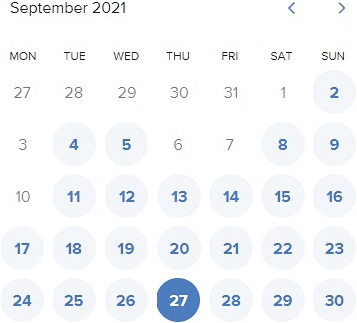 September 2021 < >
MON TUE WED THU FRI SAT SUN
27 28 29 30 31 1 2
3 4 5 6 7 8 9
10 11 12 13 14 15 16
17 18 19 20 21 22 23
24 25 26 27 28 29 30